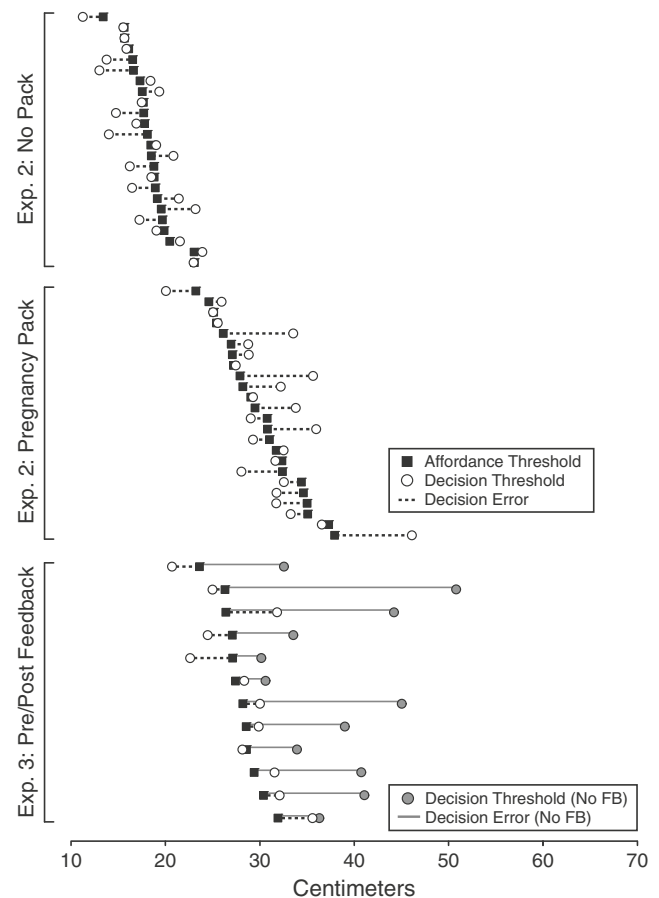 Exp. 2: No Pack
Exp. 2: Pregnancy Pack
Affordance Threshold
Decision Threshold
Decision Error
Exp. 3: Pre/Post Feedback
Decision Threshold (No FB)
Decision Error (No FB)
10 20 30 40 50 60 70
Centimeters